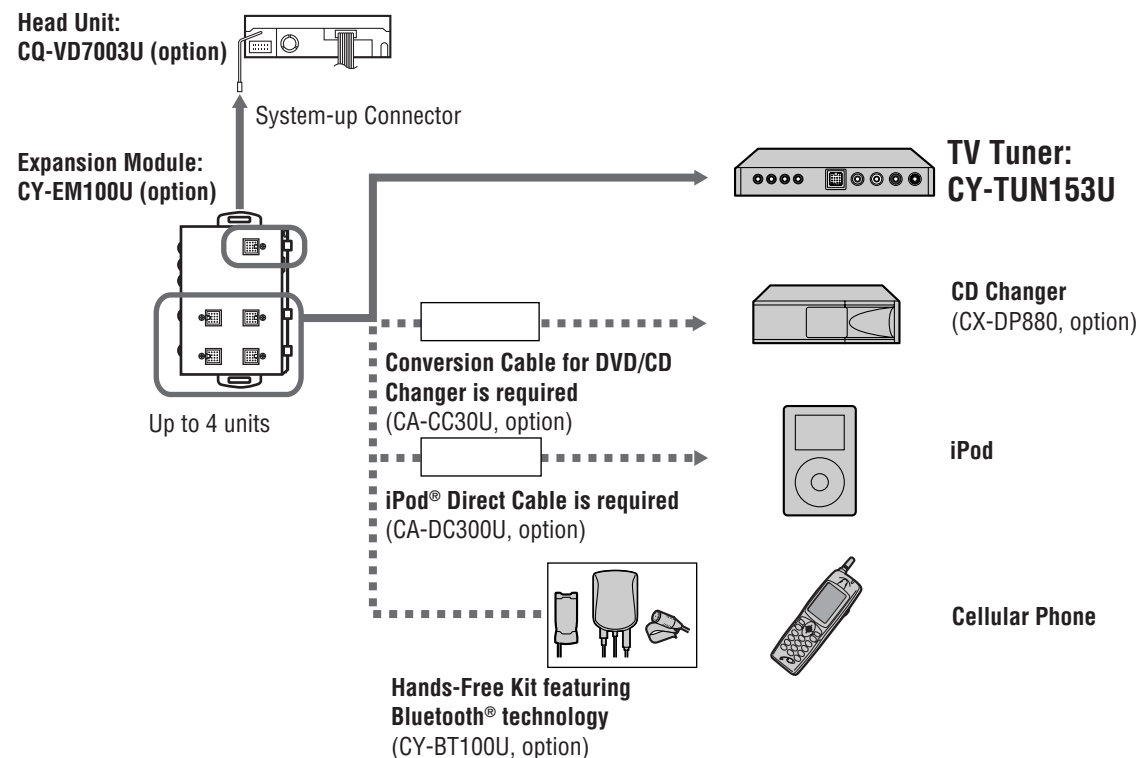 Head Unit:
CQ-VD7003U (option)
System-up Connector
Expansion Module:
CY-EM100U (option)
TV Tuner:
CY-TUN153U
CD Changer
(CX-DP880, option)
Conversion Cable for DVD/CD
Changer is required
(CA-CC30U, option)
Up to 4 units
iPod
iPod® Direct Cable is required
(CA-DC300U, option)
Cellular Phone
Hands-Free Kit featuring
Bluetooth® technology
(CY-BT100U, option)